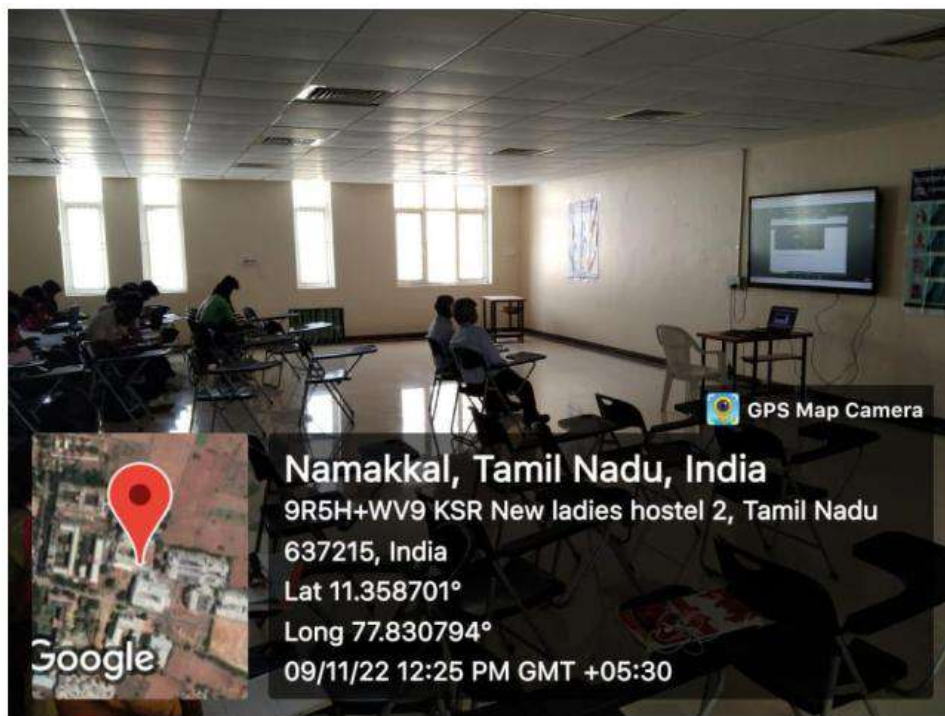 GPS Map Camera
Namakkal, Tamil Nadu, India
9R5H+WV9 KSR New ladies hostel 2, Tamil Nadu
637215, India
Lat 11.358701°
Long 77.830794°
09/11/22 12:25 PM GMT +05:30
Google